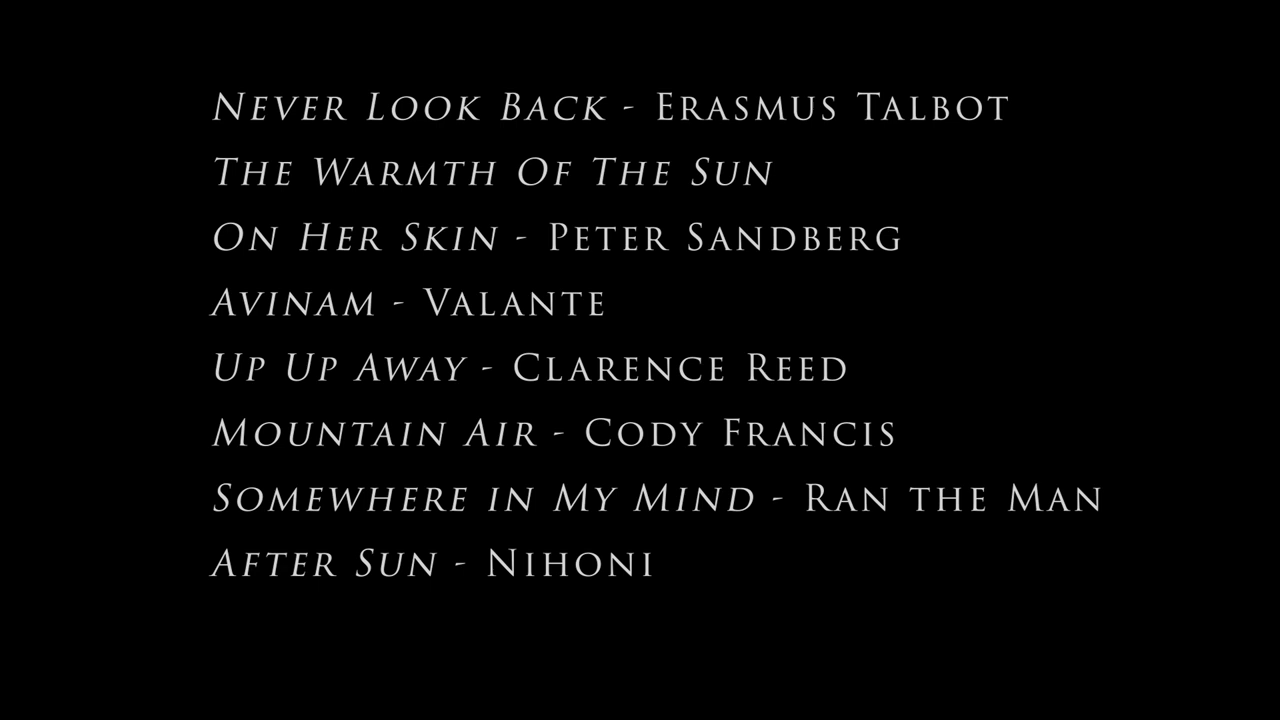 Never Look Back - Erasmus Talbot
The Warmth Of The Sun
On Her Skin - Peter Sandberg
Avinam - Valante
Up Up Away - Clarence Reed
Mountain Air - Cody Francis
Somewhere in My Mind - Ran the Man
After Sun - Nihoni